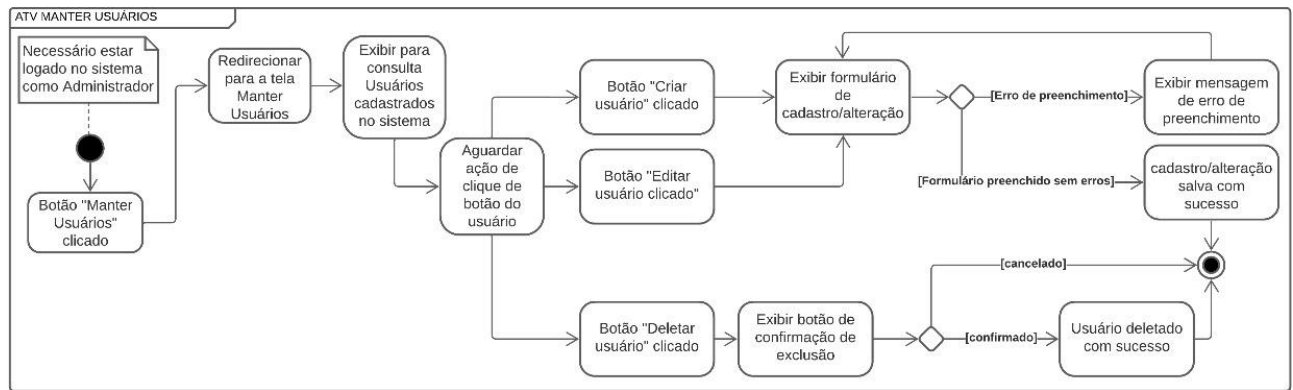 ATV MANTER USUÁRIOS
Necessário estar
logado no sistema
como Administrador
Botão "Manter
Usuários"
clicado
Redirecionar
para a tela
Manter
Usuários
Exibir para
consulta
Usuários
cadastrados
no sistema
Aguardar
ação de
clique de
botão do
usuário
Botão "Criar
usuário" clicado
Botão "Editar
usuário clicado"
Botão "Deletar
usuário" clicado
Exibir formulário
de
cadastro/alteração
[Erro de preenchimento]
Exibir mensagem
de erro de
preenchimento
[Formulário preenchido sem erros]
cadastro/alteração
salva com
sucesso
Exibir botão de
confirmação de
exclusão
[cancelado]
[confirmado]
Usuário deletado
com sucesso